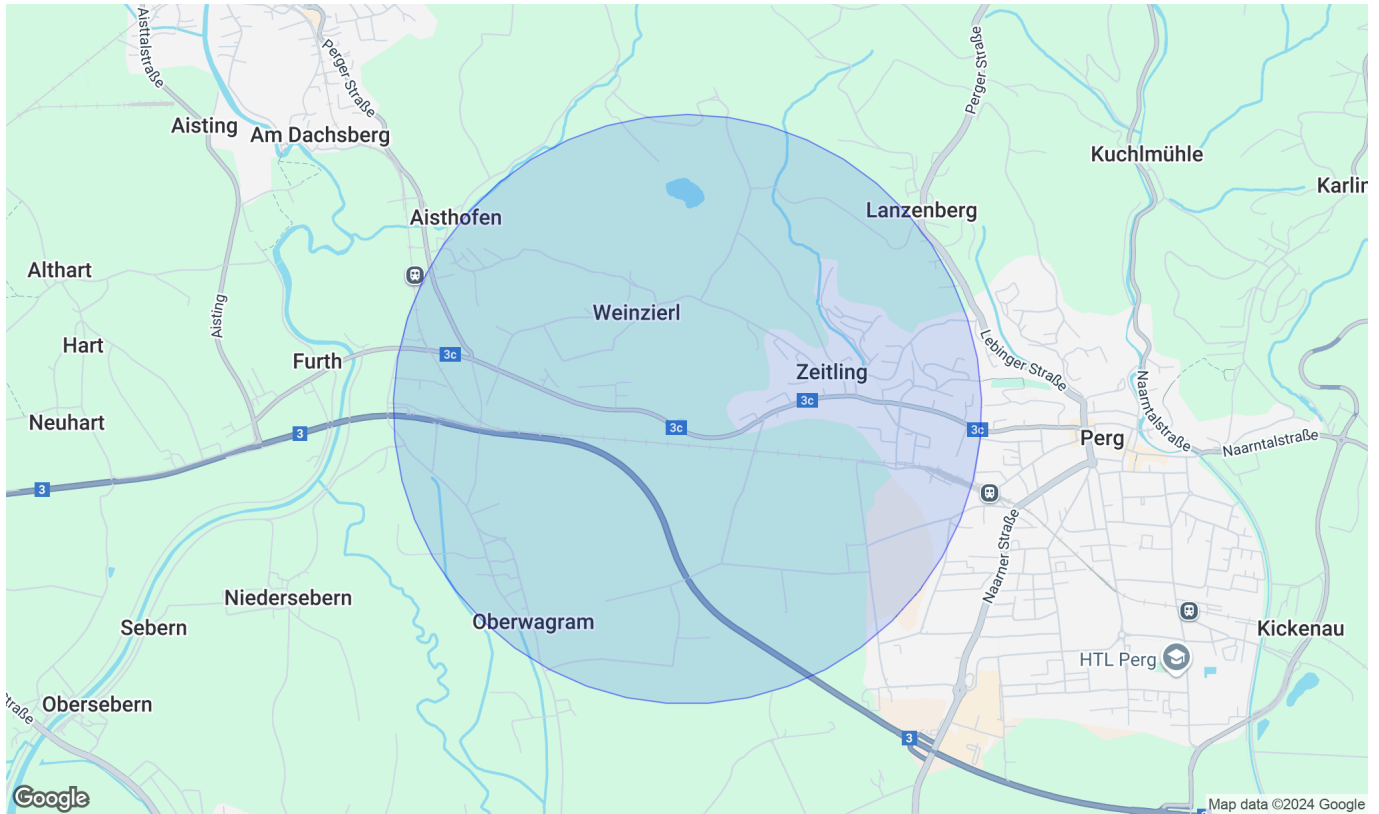 Aisttalstraße
Perger Straße
Perger Straße
Aisting
Am Dachsberg
Kuchlmühle
Karlin
Aisthofen
Lanzenberg
Althart
Aisting
Weinzierl
Hart
Furth
3c
Lebinger Straße
Zeitling
Naarntalstraße
3c
Neuhart
3
3c
3c
Perg
Naarntalstraße
3
Naarner Straße
Niedersebern
Sebern
Oberwagram
Kickenau
HTL Perg
Obersebern
straße
3
Google
Map data ©2024 Google